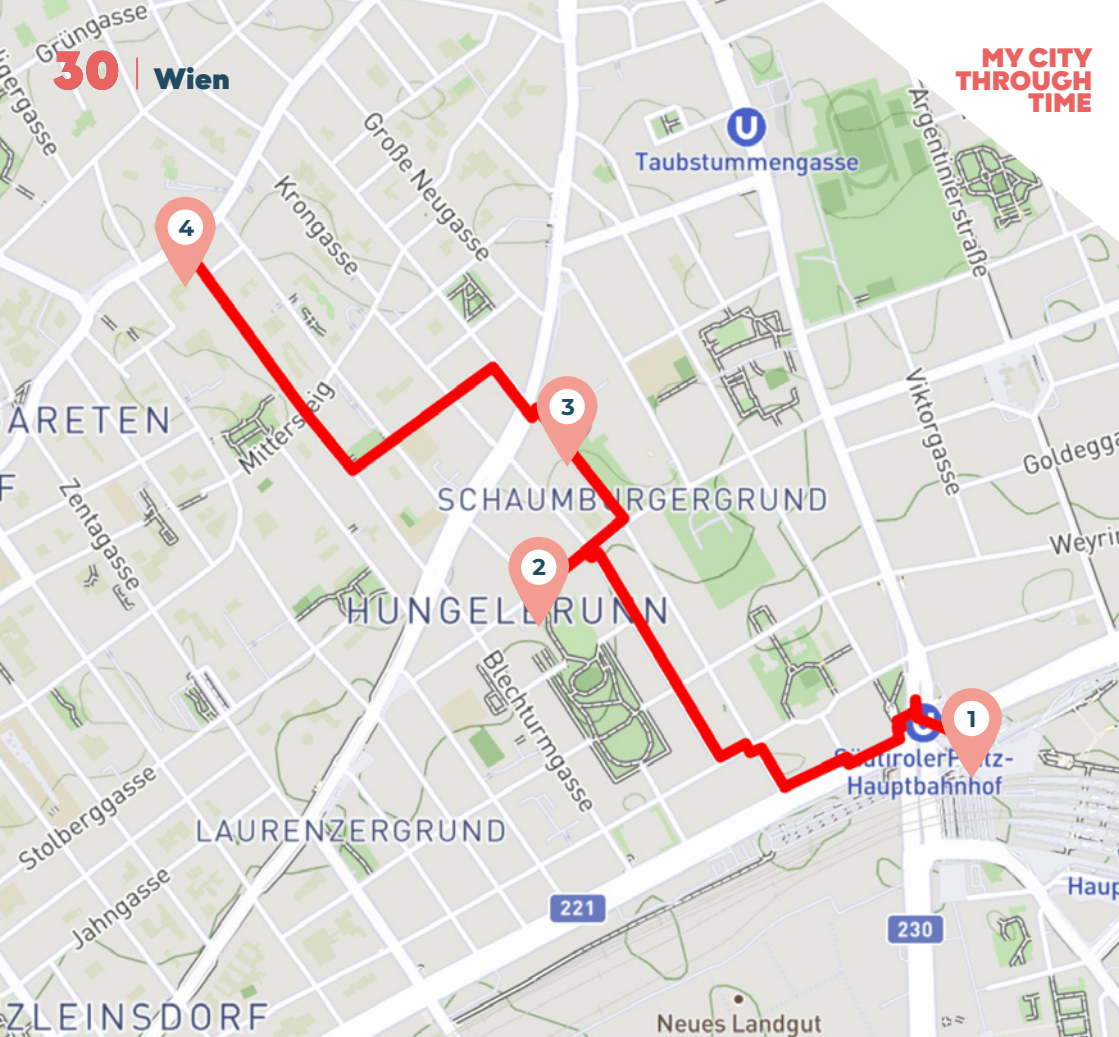 Grüngasse
30 | Wien
MY CITY
THROUGH
TIME
Große Neugasse
Taubstummengasse
U
Argentinierstraße
Krongasse
4
3
ARETEN
Mittersteig
Viktorgasse
Goldegga
F
Zentagasse
SCHAUMBURGERGRUND
Weyrin
2
HUNGELBRUNN
Blechturmgasse
1
U
Südtiroler Platz-
Hauptbahnhof
Stolberggasse
LAURENZERGRUND
Haup
Jahngasse
221
230
ZLEINSDORF
Neues Landgut